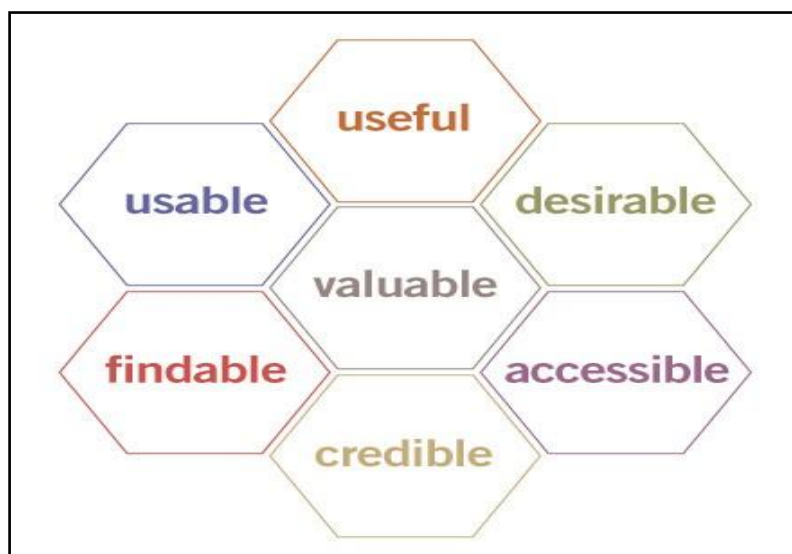 useful
usable
desirable
valuable
findable
accessible
credible